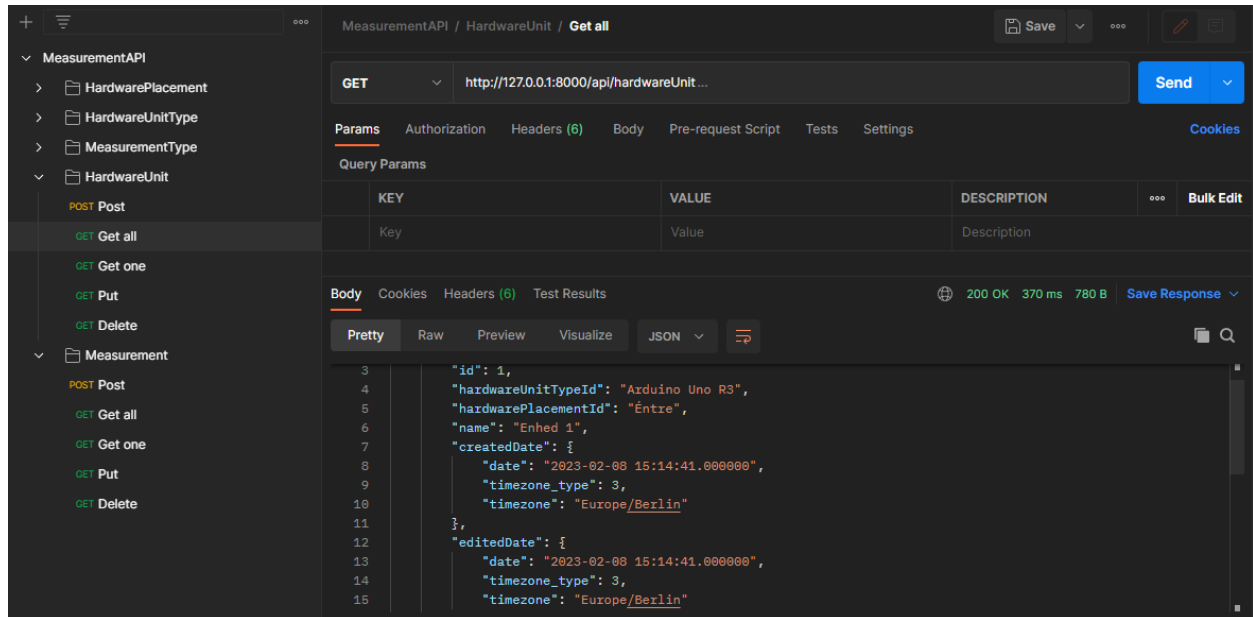 MeasurementAPI / HardwareUnit / Get all
Save
MeasurementAPI
HardwarePlacement
HardwareUnitType
MeasurementType
HardwareUnit
POST Post
GET Get all
GET Get one
GET Put
GET Delete
Measurement
POST Post
GET Get all
GET Get one
GET Put
GET Delete
GET http://127.0.0.1:8000/api/hardwareUnit... Send
Params Authorization Headers (6) Body Pre-request Script Tests Settings Cookies
Query Params
KEY VALUE DESCRIPTION Bulk Edit
Key Value Description
Body Cookies Headers (6) Test Results 200 OK 370 ms 780 B Save Response
Pretty Raw Preview Visualize JSON
3 "id": 1,
4 "hardwareUnitTypeId": "Arduino Uno R3",
5 "hardwarePlacementId": "Éntre",
6 "name": "Enhed 1",
7 "createdDate": {
8 "date": "2023-02-08 15:14:41.000000",
9 "timezone_type": 3,
10 "timezone": "Europe/Berlin"
11 },
12 "editedDate": {
13 "date": "2023-02-08 15:14:41.000000",
14 "timezone_type": 3,
15 "timezone": "Europe/Berlin"